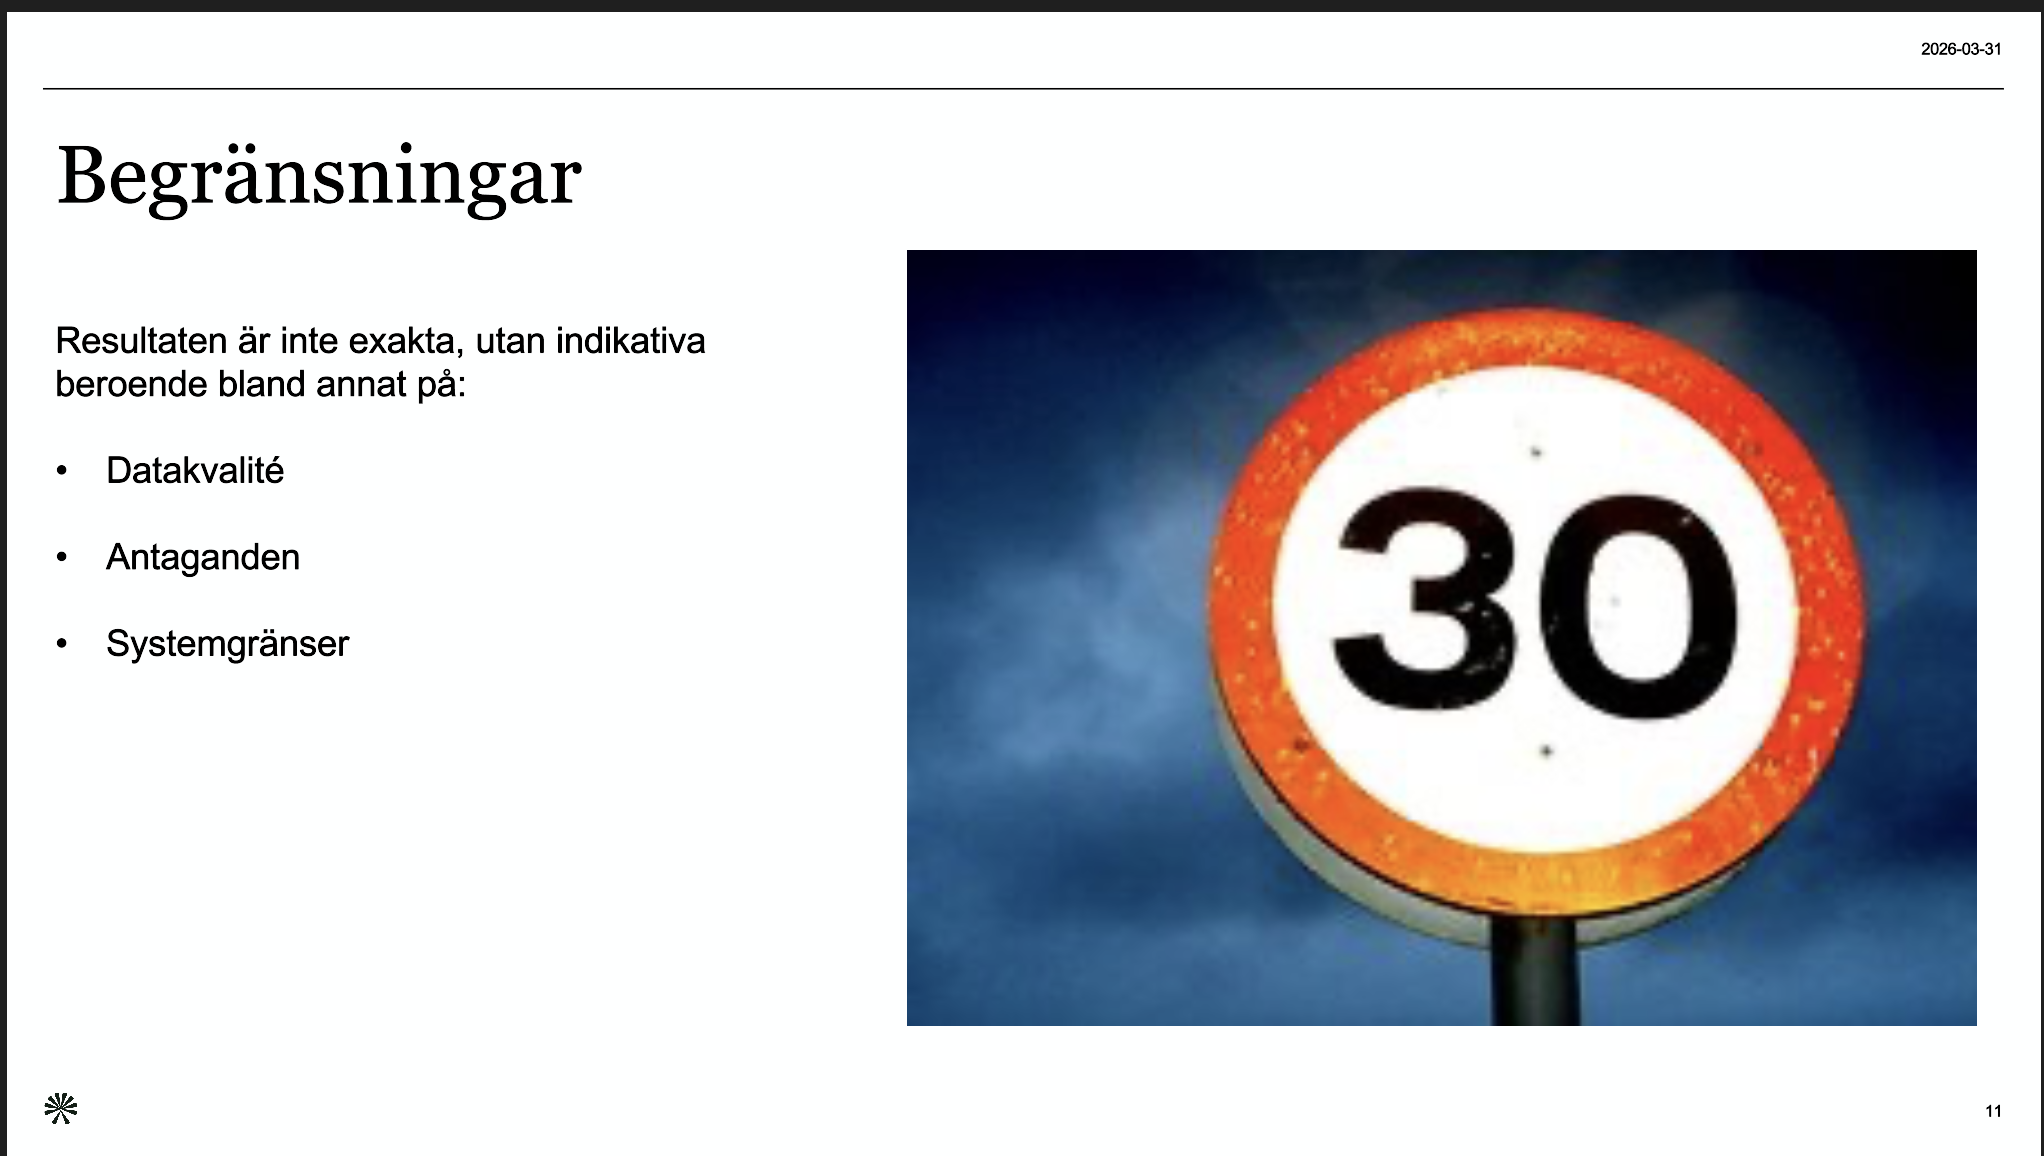 2026-03-31
Begränsningar
Resultaten är inte exakta, utan indikativa
beroende bland annat på:
• Datakvalité
• Antaganden
• Systemgränser
30
11